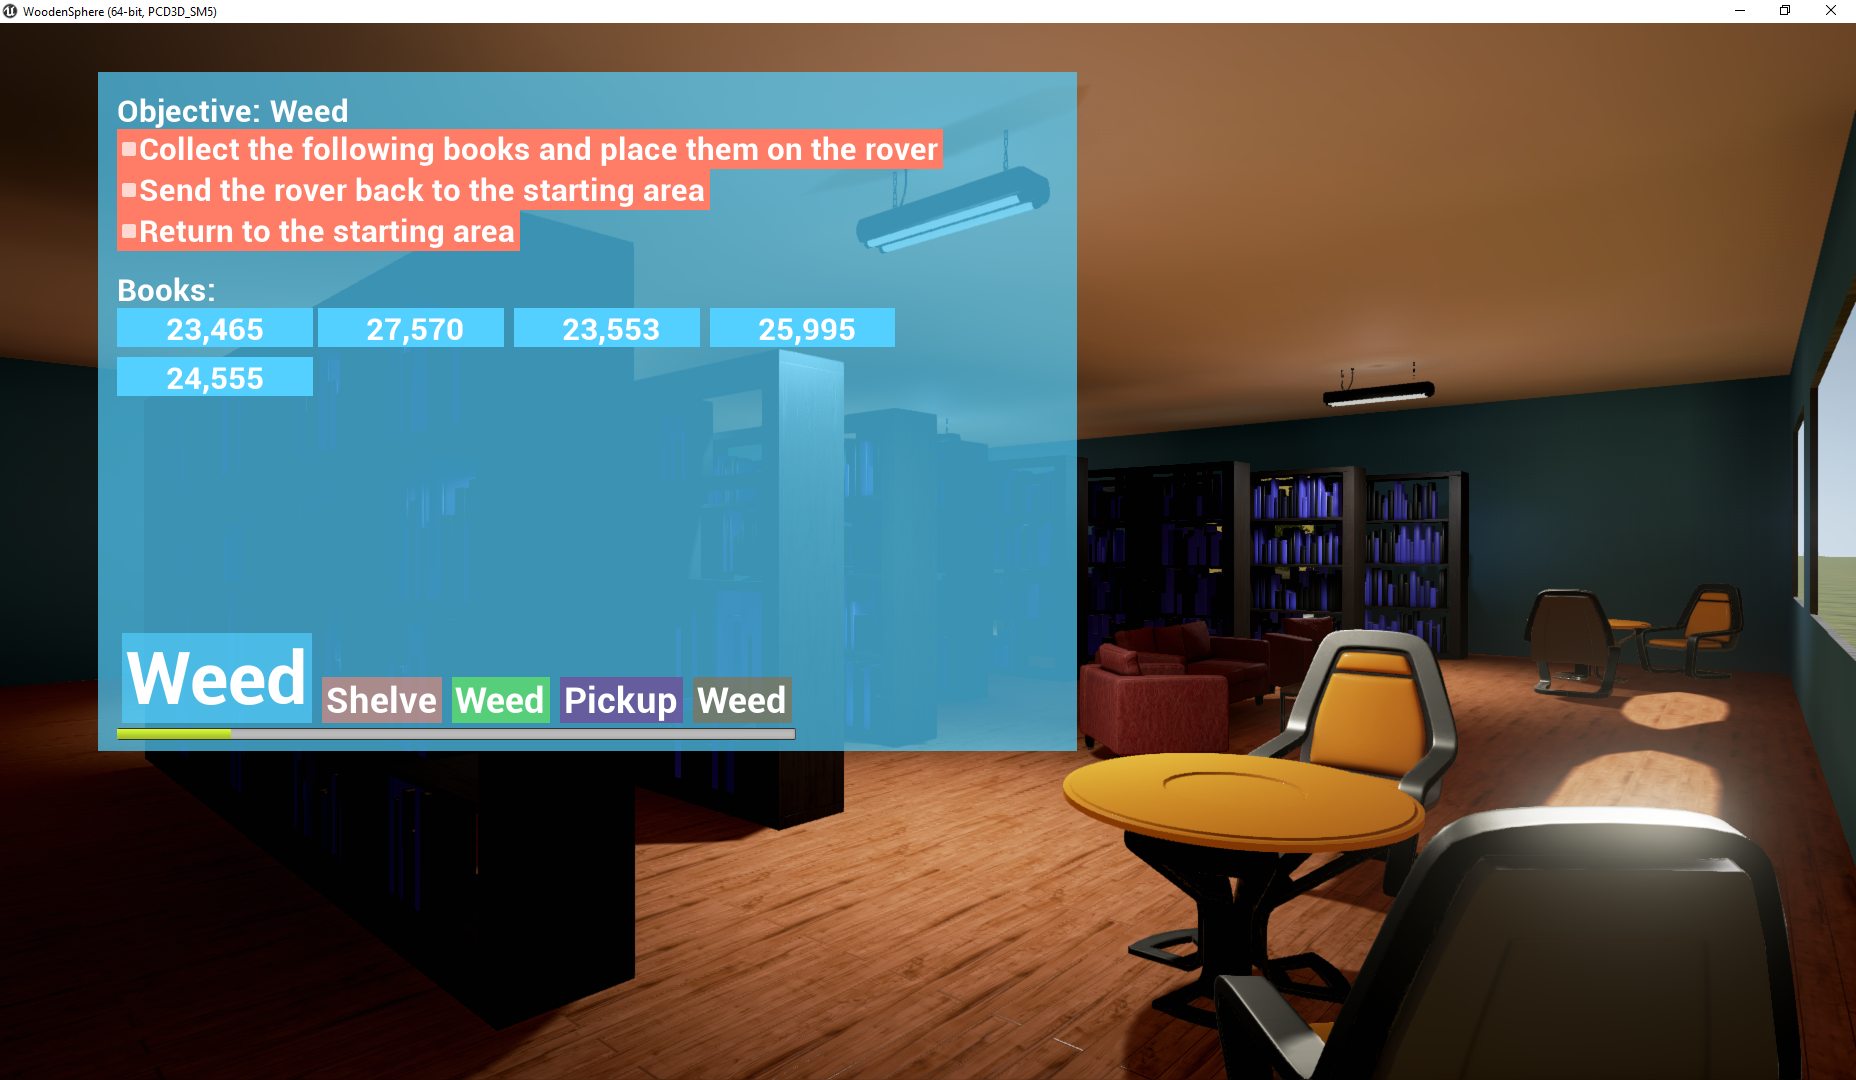 WoodenSphere (64-bit, PCD3D_SM5)
Objective: Weed
Collect the following books and place them on the rover
Send the rover back to the starting area
Return to the starting area
Books:
23,465 27,570 23,553 25,995
24,555
Weed Shelve Weed Pickup Weed